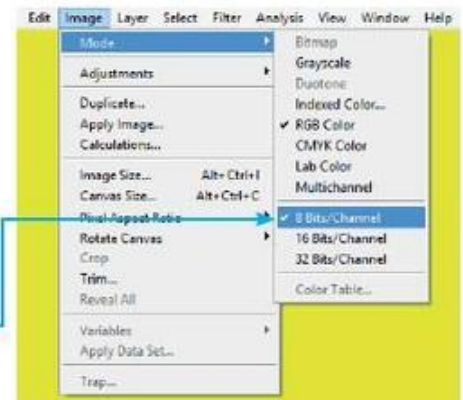 Edit Image Layer Select Filter Analysis View Window Help
Mode
Adjustments
Duplicate...
Apply Image...
Calculations...
Image Size... Alt+Ctrl+I
Canvas Size... Alt+Ctrl+C
Pixel Aspect Ratio
Rotate Canvas
Crop
Trim...
Reveal All
Variables
Apply Data Set...
Trap...
Bitmap
Grayscale
Duotone
Indexed Color...
✔ RGB Color
CMYK Color
Lab Color
Multichannel
✔ 8 Bits/Channel
16 Bits/Channel
32 Bits/Channel
Color Table...